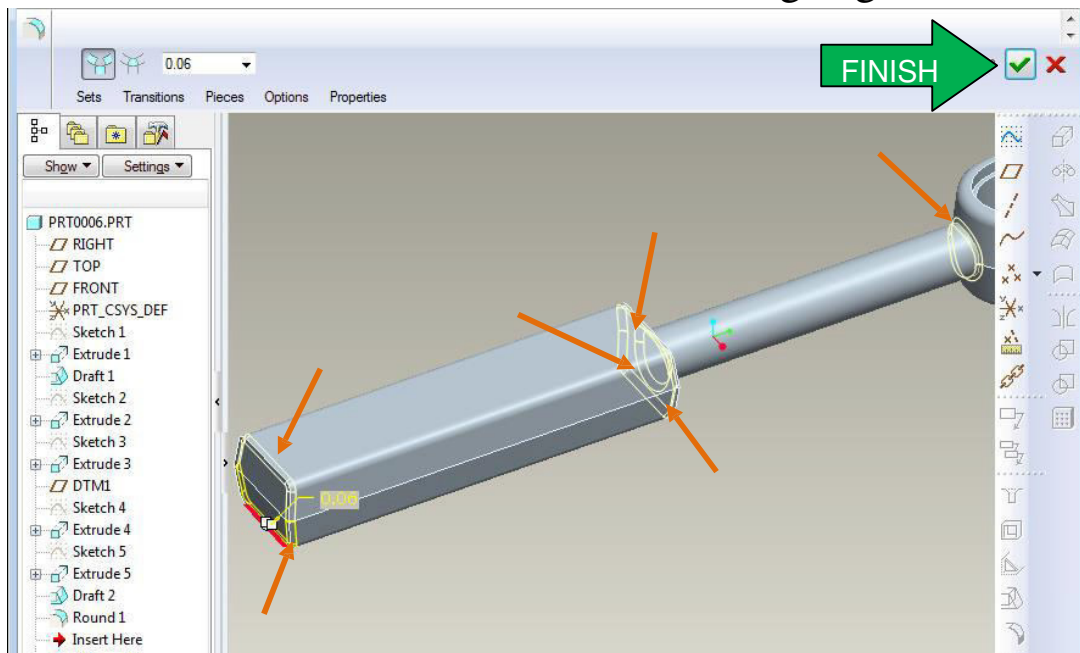 0.06
FINISH
Sets Transitions Pieces Options Properties
Show Settings
PRT0006.PRT
RIGHT
TOP
FRONT
PRT_CSYS_DEF
Sketch 1
Extrude 1
Draft 1
Sketch 2
Extrude 2
Sketch 3
Extrude 3
DTM1
Sketch 4
Extrude 4
Sketch 5
Extrude 5
Draft 2
Round 1
Insert Here
0.06